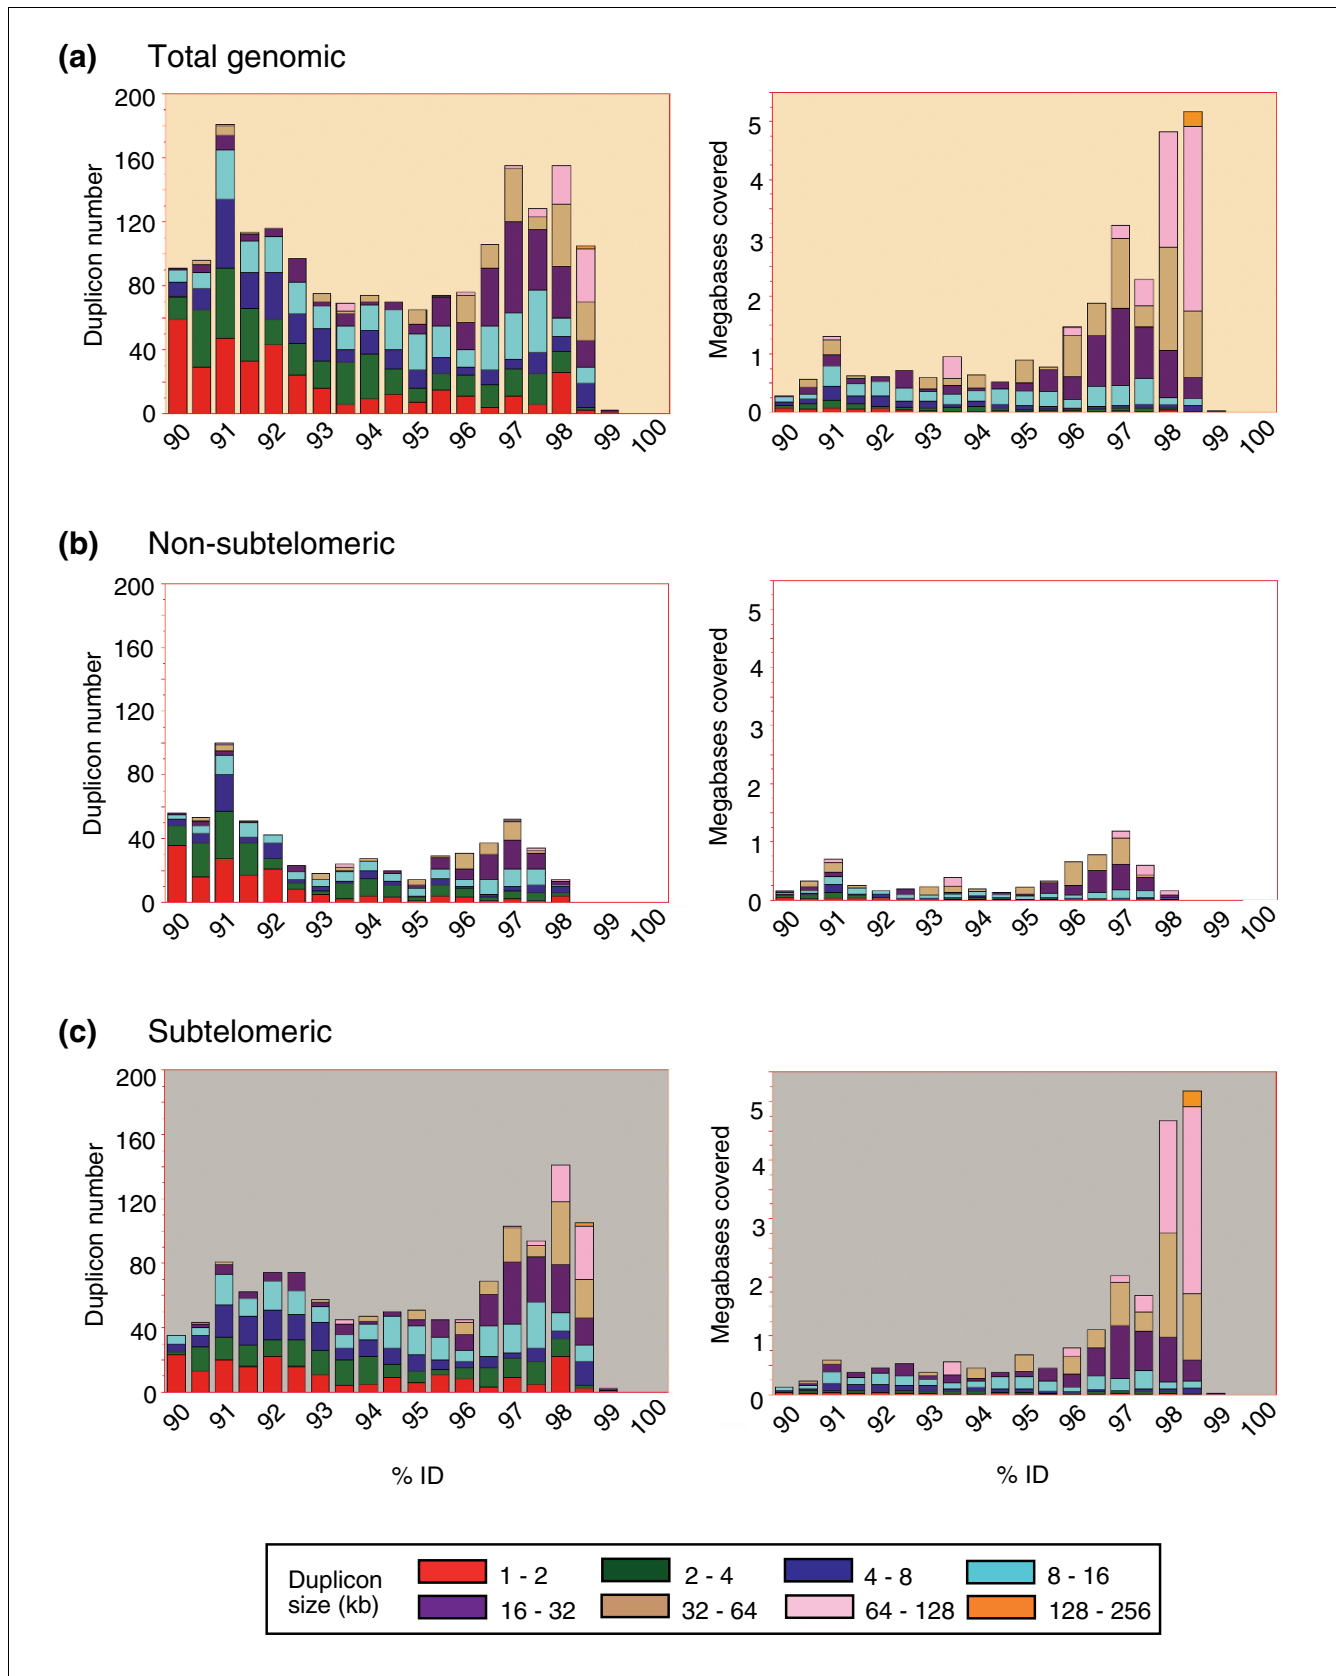 (a) Total genomic
Duplicon number
200
160
120
80
40
0
90 91 92 93 94 95 96 97 98 99 100
Megabases covered
5
4
3
2
1
0
90 91 92 93 94 95 96 97 98 99 100
(b) Non-subtelomeric
Duplicon number
200
160
120
80
40
0
90 91 92 93 94 95 96 97 98 99 100
Megabases covered
5
4
3
2
1
0
90 91 92 93 94 95 96 97 98 99 100
(c) Subtelomeric
Duplicon number
200
160
120
80
40
0
90 91 92 93 94 95 96 97 98 99 100
% ID
Megabases covered
5
4
3
2
1
0
90 91 92 93 94 95 96 97 98 99 100
% ID
Duplicon
size (kb)
1 - 2 2 - 4 4 - 8 8 - 16
16 - 32 32 - 64 64 - 128 128 - 256